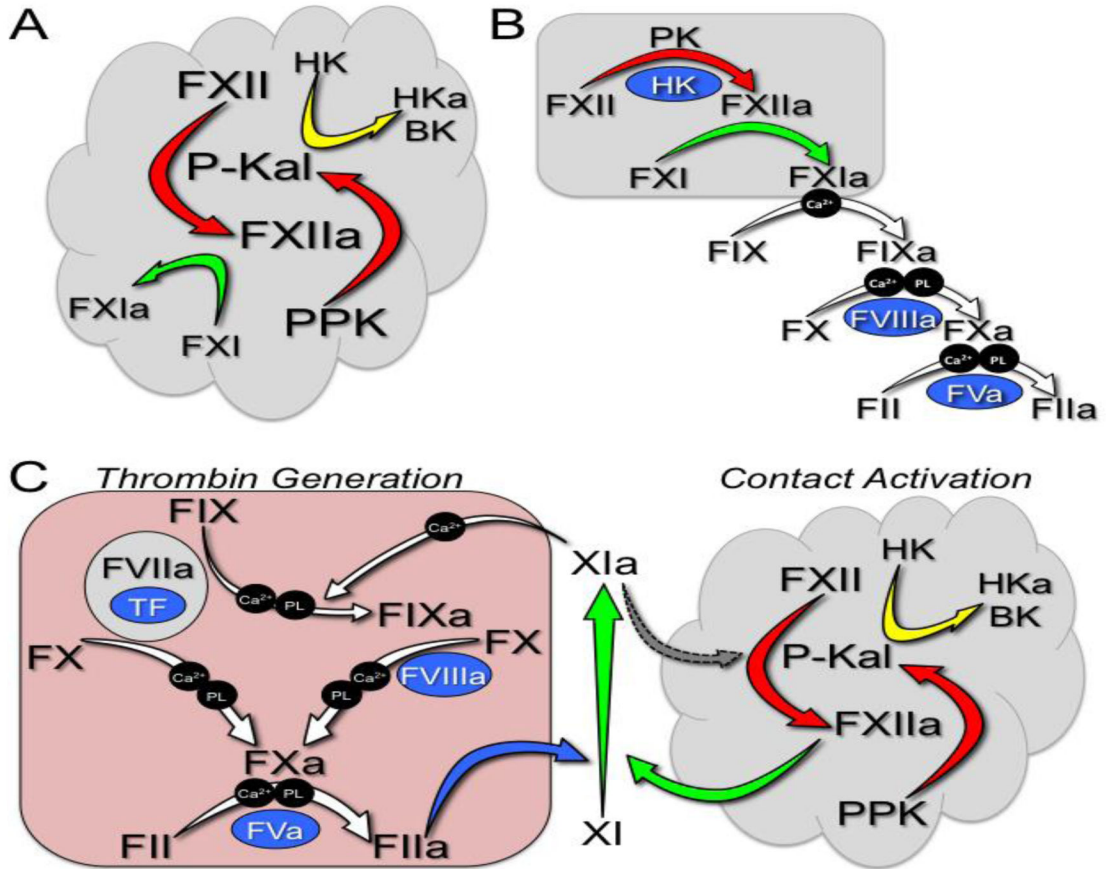 A
FXII
HK
HKa
BK
P-Kal
FXIIa
FXIa
FXI
PPK
B
PK
HK
FXII
FXIIa
FXI
FXIa
Ca²⁺
FIX
FIXa
Ca²⁺ PL
FX
FVIIIa
FXa
Ca²⁺ PL
FII
FVa
FIIa
C
Thrombin Generation
FIX
Ca²⁺
FVIIa
TF
Ca²⁺ PL
FIXa
FX
FX
Ca²⁺
PL
Ca²⁺
PL
FVIIIa
FXa
Ca²⁺ PL
FII
FVa
FIIa
XIa
XI
Contact Activation
FXII
HK
HKa
BK
P-Kal
FXIIa
PPK